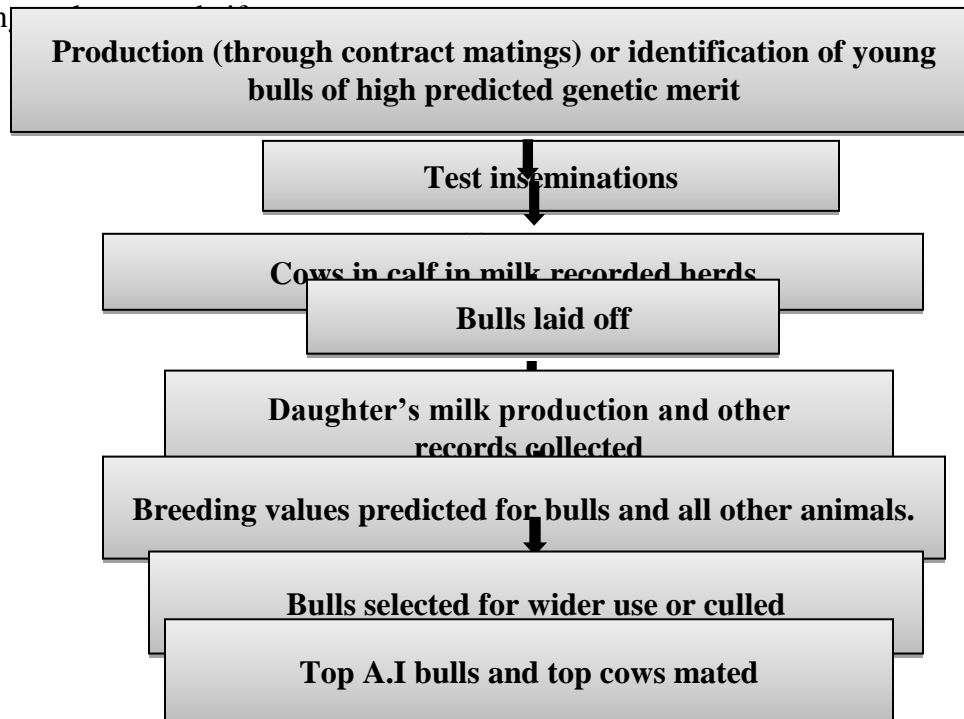 Production (through contract matings) or identification of young
bulls of high predicted genetic merit
Test inseminations
Cows in calf in milk recorded herds
Bulls laid off
Daughter's milk production and other
records collected
Breeding values predicted for bulls and all other animals.
Bulls selected for wider use or culled
Top A.I bulls and top cows mated